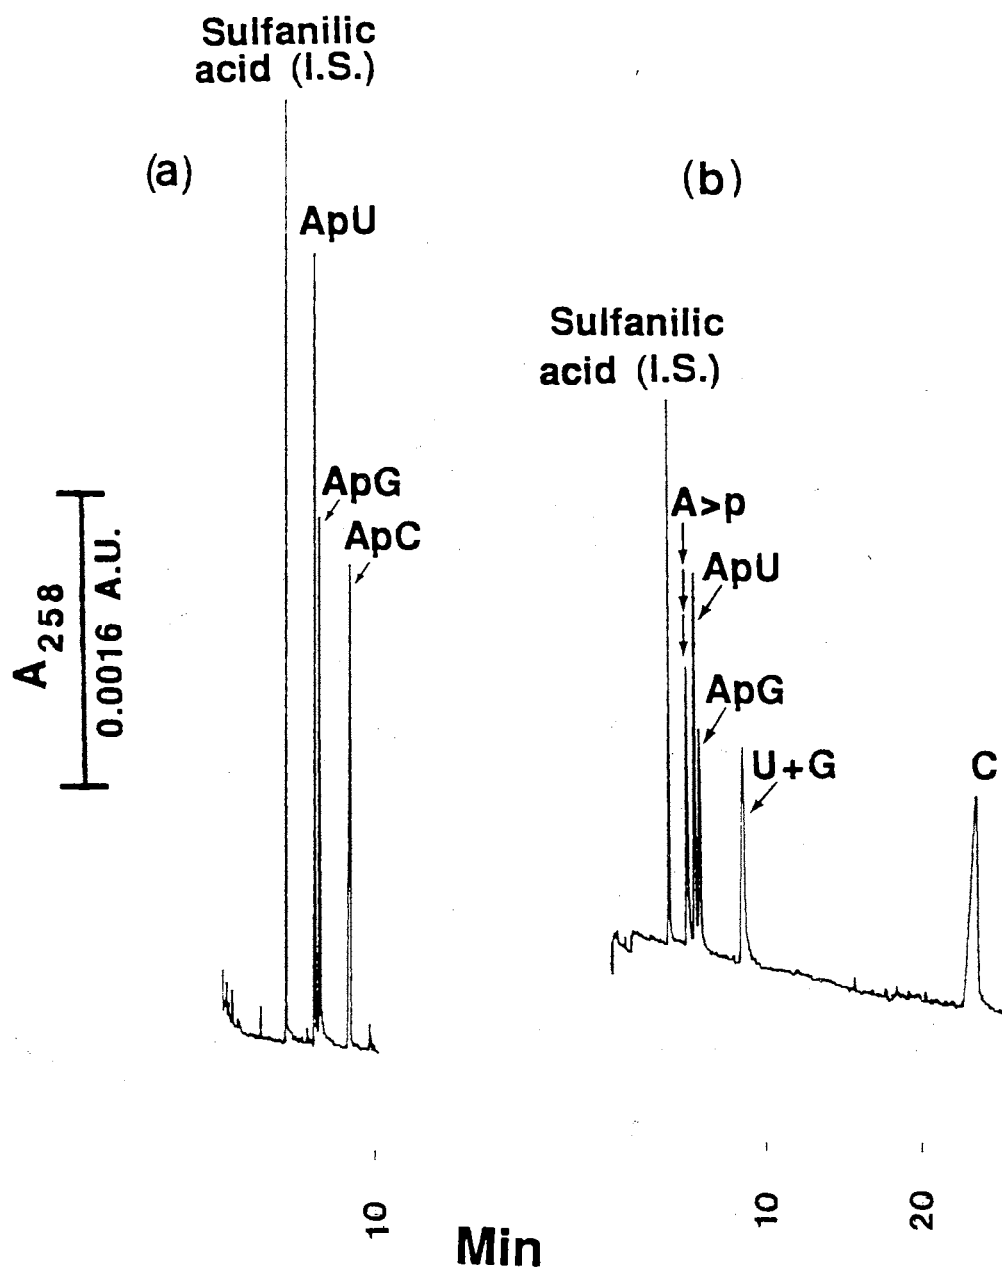 Sulfanilic
acid (I.S.)
(a)
ApU
ApG
ApC
A258
0.0016 A.U.
10
(b)
Sulfanilic
acid (I.S.)
A>p
ApU
ApG
U+G
C
10
20
Min